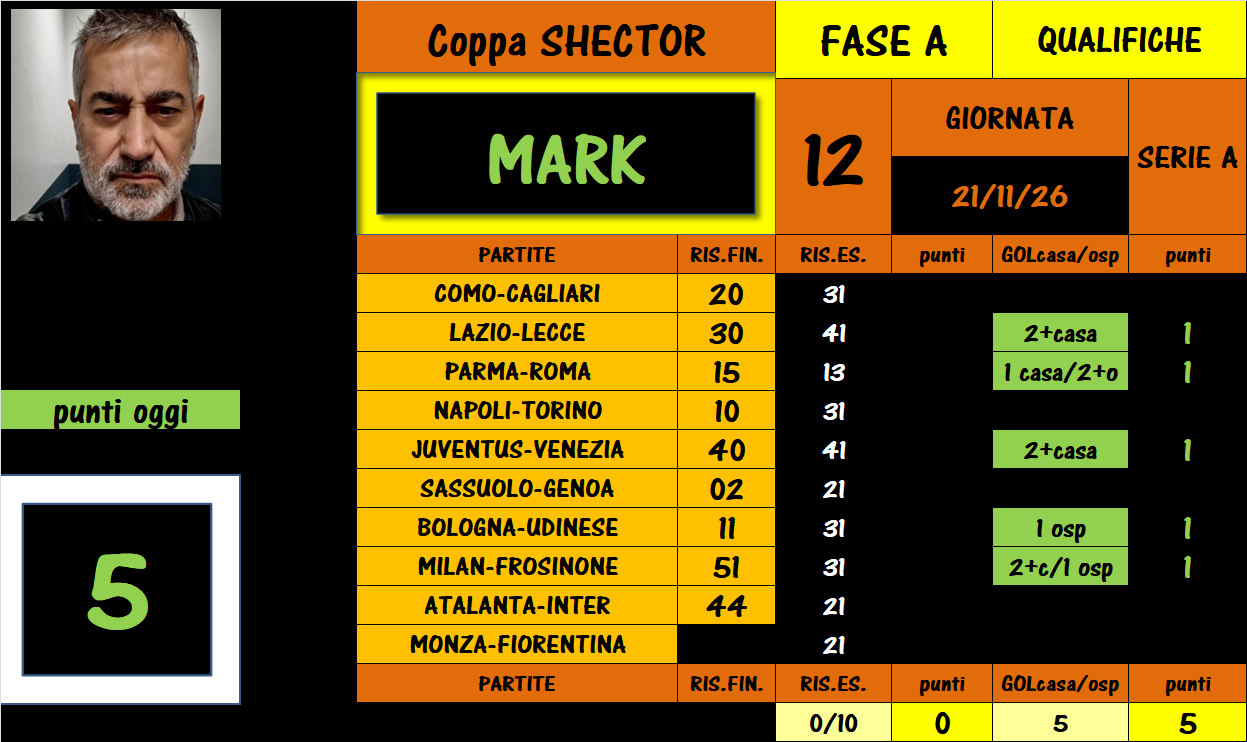 Coppa SHECTOR FASE A QUALIFICHE
MARK 12 GIORNATA SERIE A
21/11/26
PARTITE RIS.FIN. RIS.ES. punti GOLcasa/osp punti
COMO-CAGLIARI 20 31
LAZIO-LECCE 30 41 2+casa 1
PARMA-ROMA 15 13 1 casa/2+o 1
NAPOLI-TORINO 10 31
punti oggi
JUVENTUS-VENEZIA 40 41 2+casa 1
SASSUOLO-GENOA 02 21
BOLOGNA-UDINESE 11 31 1 osp 1
MILAN-FROSINONE 51 31 2+c/1 osp 1
5
ATALANTA-INTER 44 21
MONZA-FIORENTINA 21
PARTITE RIS.FIN. RIS.ES. punti GOLcasa/osp punti
0/10 0 5 5